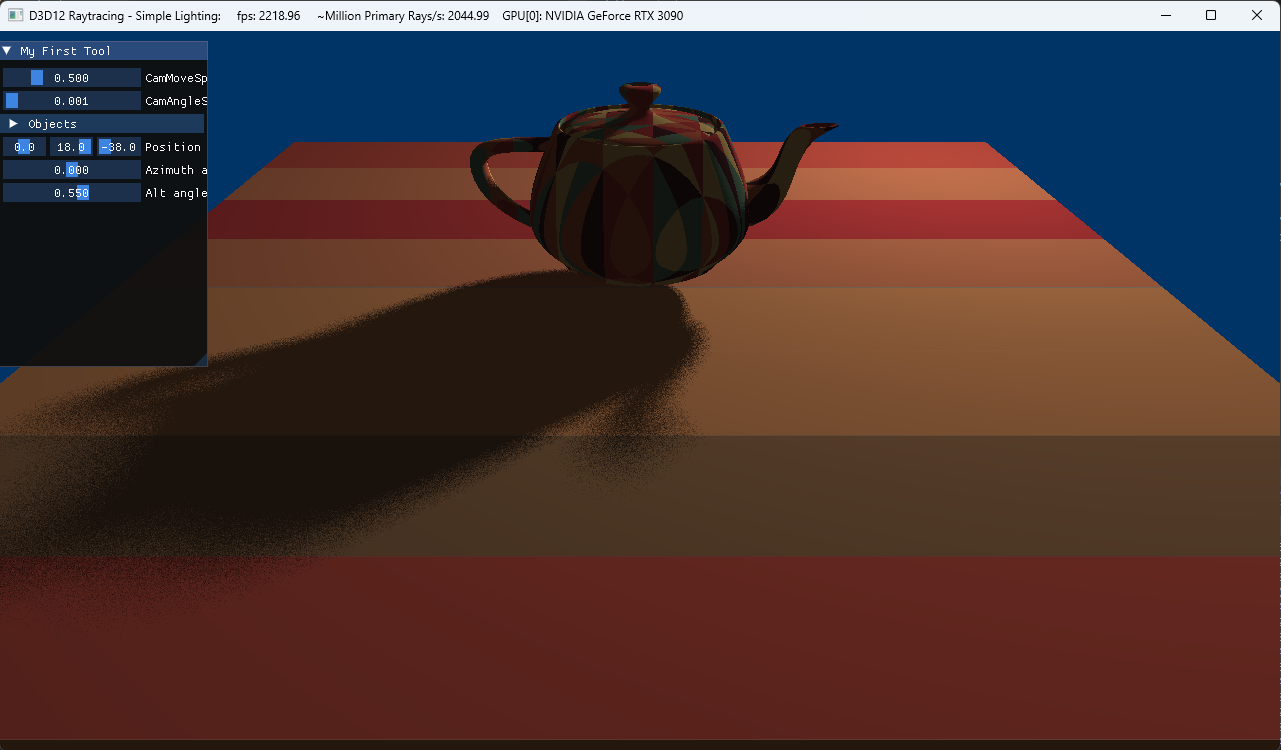 D3D12 Raytracing - Simple Lighting: fps: 2218.96 ~Million Primary Rays/s: 2044.99 GPU[0]: NVIDIA GeForce RTX 3090
My First Tool
0.500 CamMoveSp
0.001 CamAngleS
Objects
0.0 18.0 -38.0 Position
0.000 Azimuth a
0.550 Alt angle